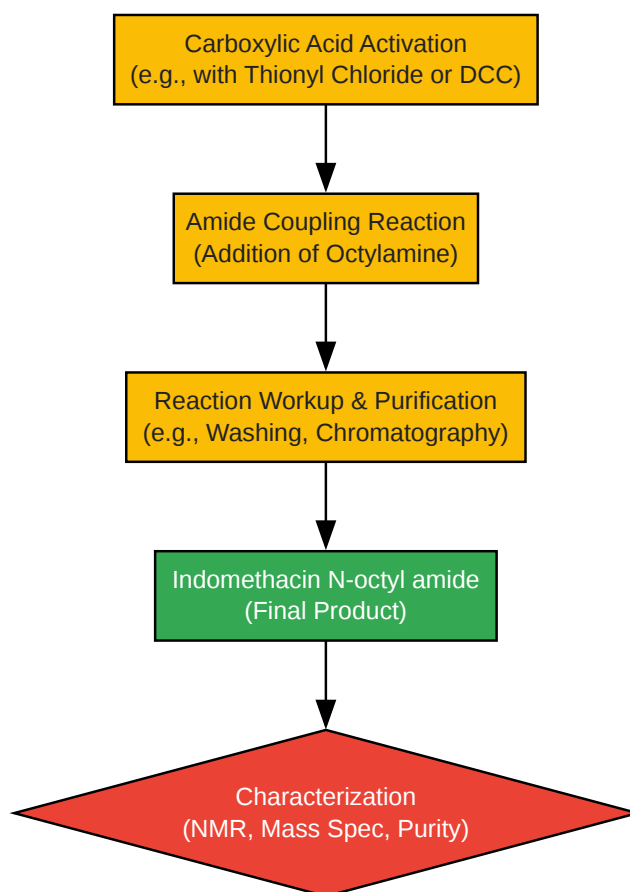 Carboxylic Acid Activation
(e.g., with Thionyl Chloride or DCC)
Amide Coupling Reaction
(Addition of Octylamine)
Reaction Workup & Purification
(e.g., Washing, Chromatography)
Indomethacin N-octyl amide
(Final Product)
Characterization
(NMR, Mass Spec, Purity)